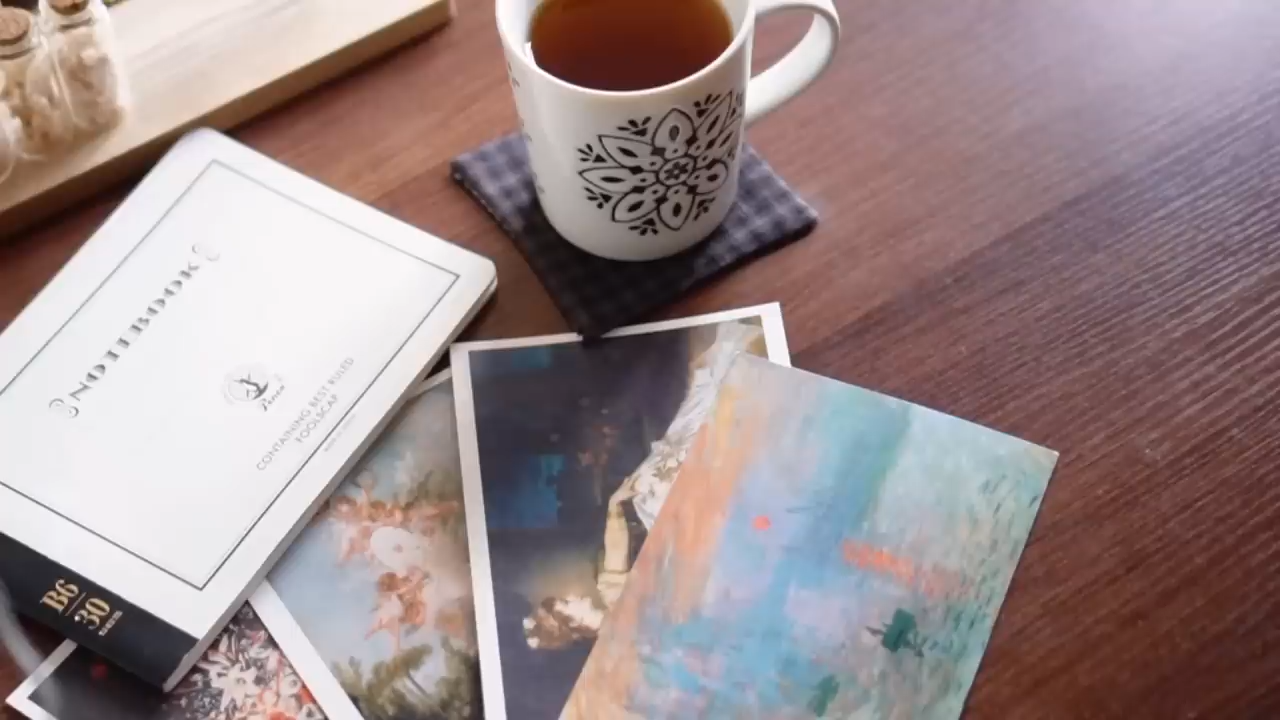 NOTEBOOK
CONTAINING BEST RULED
FOOLSCAP
B6
30